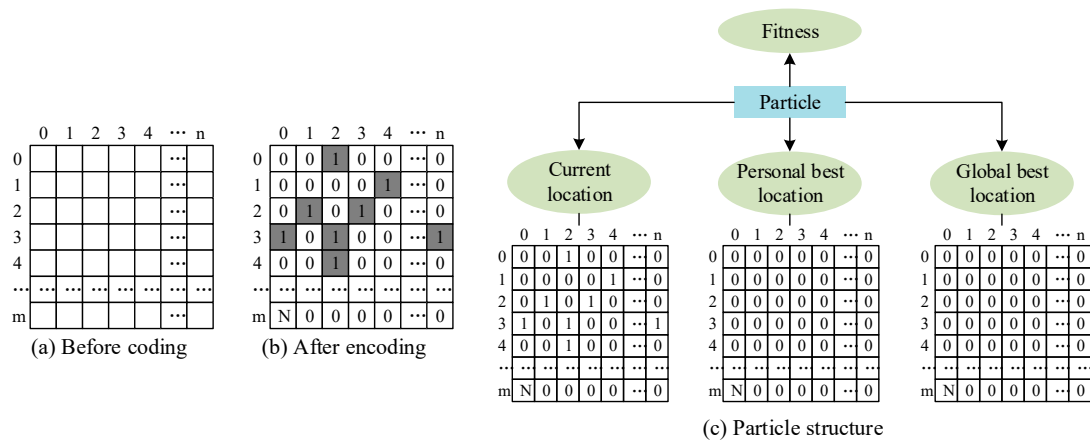 Fitness
Particle
Current location
Personal best location
Global best location
0 1 2 3 4 ... n
0 ...
1 ...
2 ...
3 ...
4 ...
... ... ... ... ... ... ... ...
m ...
(a) Before coding
0 1 2 3 4 ... n
0 0 0 1 0 0 ... 0
1 0 0 0 0 1 ... 0
2 0 1 0 1 0 ... 0
3 1 0 1 0 0 ... 1
4 0 0 1 0 0 ... 0
... ... ... ... ... ... ... ...
m N 0 0 0 0 ... 0
(b) After encoding
0 1 2 3 4 ... n
0 0 0 1 0 0 ... 0
1 0 0 0 0 1 ... 0
2 0 1 0 1 0 ... 0
3 1 0 1 0 0 ... 1
4 0 0 1 0 0 ... 0
... ... ... ... ... ... ... ...
m N 0 0 0 0 ... 0
0 1 2 3 4 ... n
0 0 0 0 0 0 ... 0
1 0 0 0 0 0 ... 0
2 0 0 0 0 0 ... 0
3 0 0 0 0 0 ... 0
4 0 0 0 0 0 ... 0
... ... ... ... ... ... ... ...
m N 0 0 0 0 ... 0
0 1 2 3 4 ... n
0 0 0 0 0 0 ... 0
1 0 0 0 0 0 ... 0
2 0 0 0 0 0 ... 0
3 0 0 0 0 0 ... 0
4 0 0 0 0 0 ... 0
... ... ... ... ... ... ... ...
m N 0 0 0 0 ... 0
(c) Particle structure